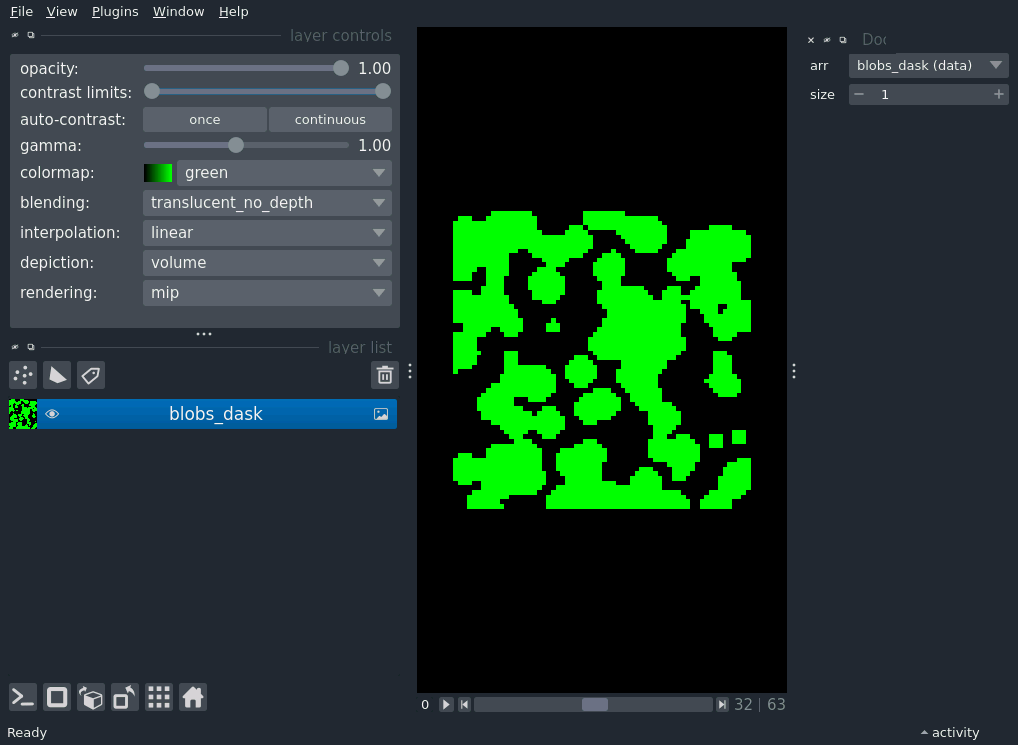 File View Plugins Window Help
layer controls
opacity: 1.00
contrast limits:
auto-contrast: once continuous
gamma: 1.00
colormap: green
blending: translucent_no_depth
interpolation: linear
depiction: volume
rendering: mip
layer list
blobs_dask
0 32 | 63
arr blobs_dask (data)
size 1
Ready
activity